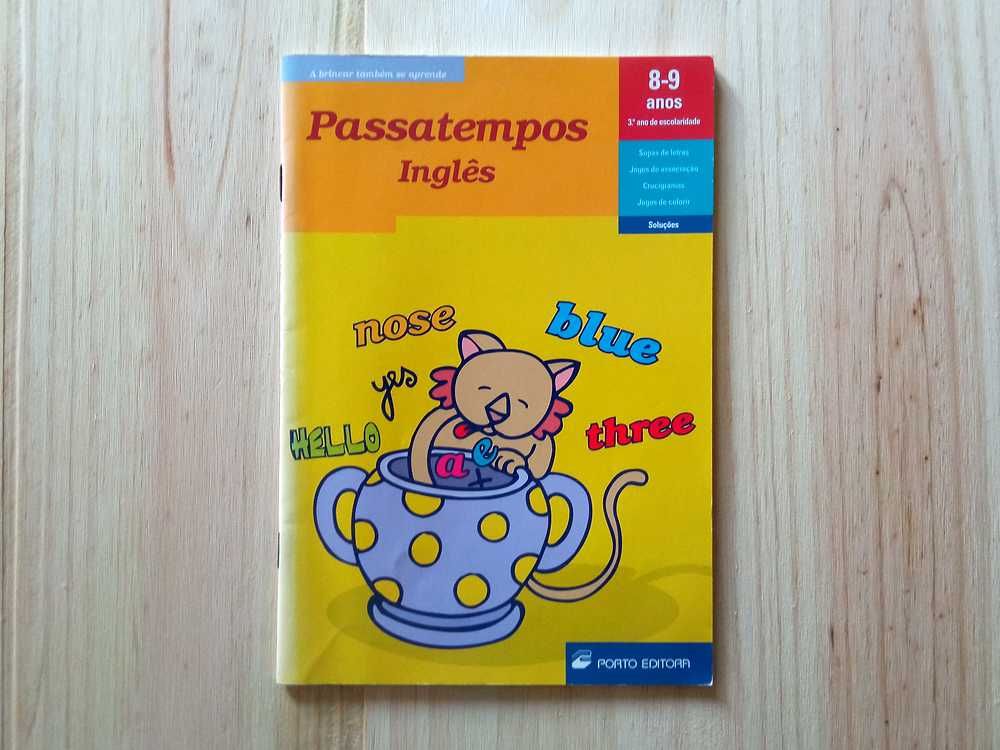 A brincar também se aprende
8-9
anos
3.º ano de escolaridade
Passatempos
Inglês
Sopas de letras
Jogos de associação
Crucigramas
Jogos de colorir
Soluções
nose
blue
yes
HELLO
three
a e
PORTO EDITORA